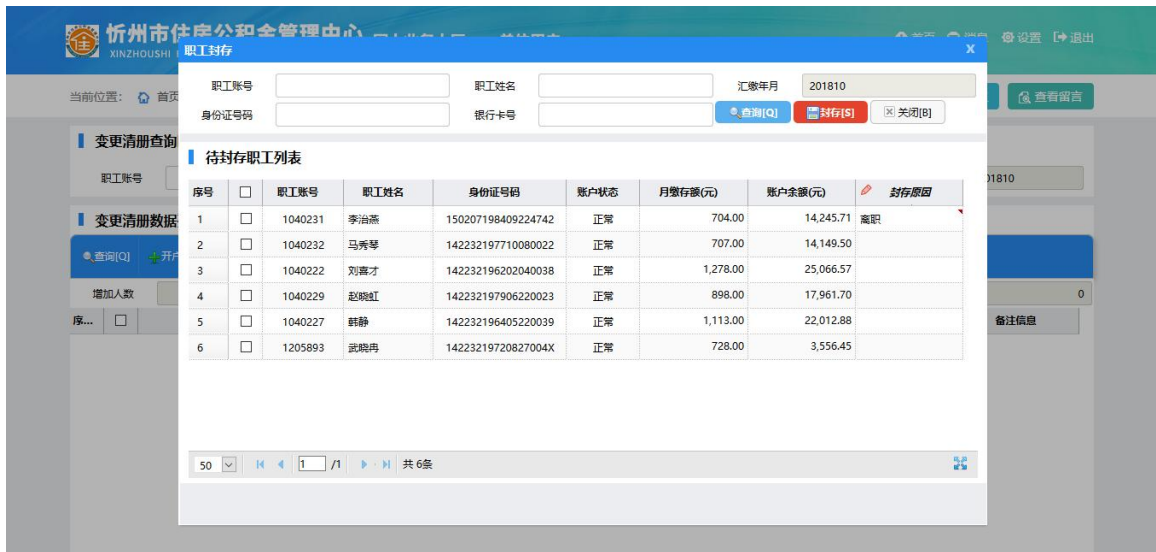 忻州市住房公积金管理中心
XINZHOUSHI
首页 消息 设置 退出
职工封存 X
当前位置： 首页
查看留言
职工账号 职工姓名 汇缴年月 201810
身份证号码 银行卡号 查询[Q] 封存[S] 关闭[B]
变更清册查询
待封存职工列表
职工账号
01810
序号 职工账号 职工姓名 身份证号码 账户状态 月缴存额(元) 账户余额(元) 封存原因
1 1040231 李治燕 150207198409224742 正常 704.00 14,245.71 离职
变更清册数据
2 1040232 马秀琴 142232197710080022 正常 707.00 14,149.50
查询[Q] 开户
3 1040222 刘喜才 142232196202040038 正常 1,278.00 25,066.57
增加人数 0
4 1040229 赵晓虹 142232197906220023 正常 898.00 17,961.70
序... 备注信息
5 1040227 韩静 142232196405220039 正常 1,113.00 22,012.88
6 1205893 武晓冉 14223219720827004X 正常 728.00 3,556.45
50 1 /1 共 6条